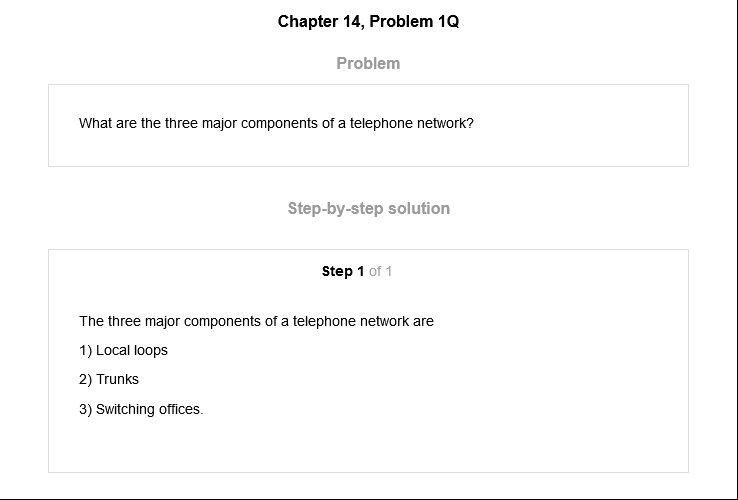 Chapter 14, Problem 1Q
Problem
What are the three major components of a telephone network?
Step-by-step solution
Step 1 of 1
The three major components of a telephone network are
1) Local loops
2) Trunks
3) Switching offices.